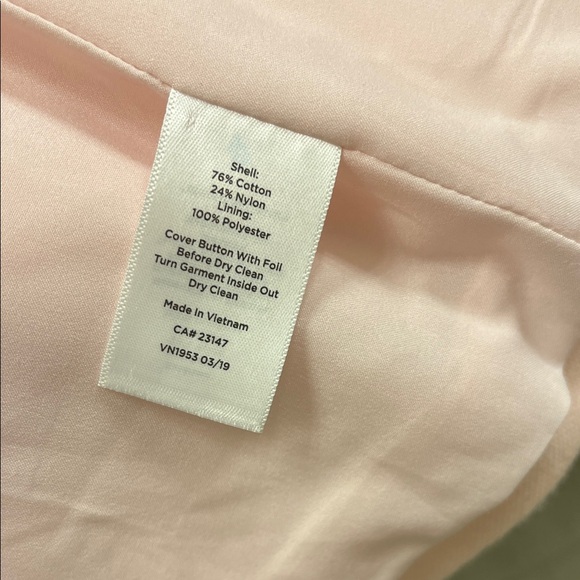 Shell:
76% Cotton
24% Nylon
Lining:
100% Polyester
Cover Button With Foil
Before Dry Clean
Turn Garment Inside Out
Dry Clean
Made In Vietnam
CA# 23147
VN1953 03/19